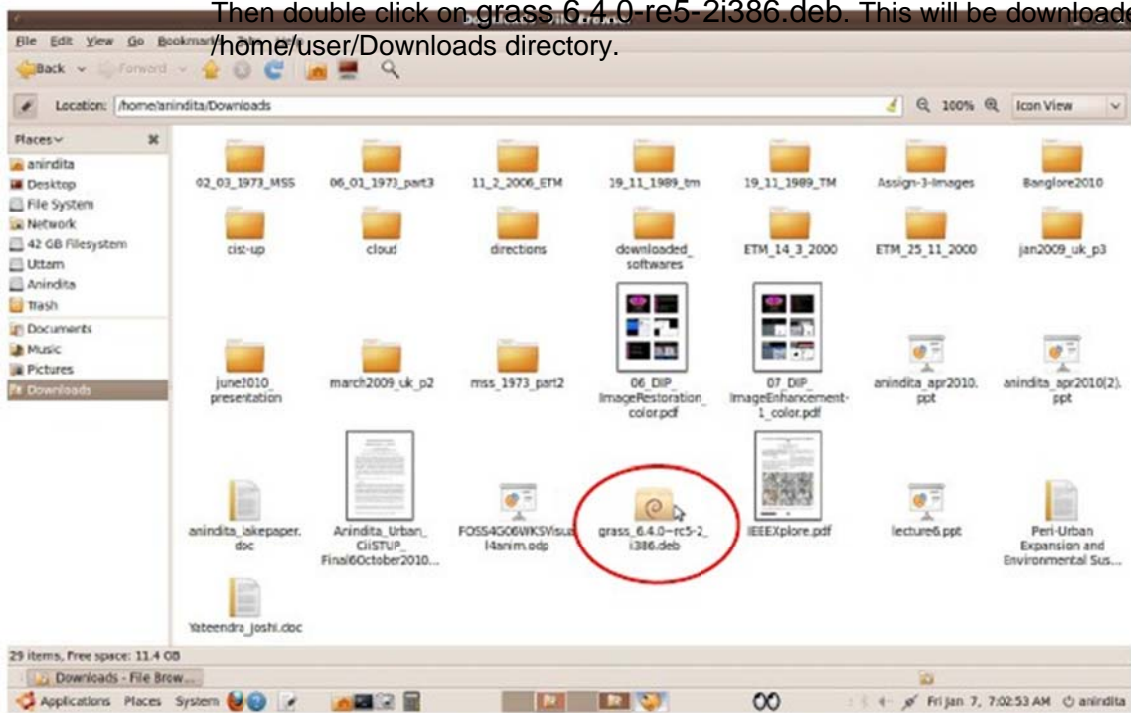 Then double click on grass 6.4.0-re5-2i386.deb. This will be downloade
/home/user/Downloads directory.
File Edit View Go Bookmark
Back Forward
Location: /home/anindita/Downloads 100% Icon View
Places
anindita
Desktop
File System
Network
42 GB Filesystem
Uttam
Anindita
Trash
Documents
Music
Pictures
Downloads
02_03_1973_MSS 06_01_1973_part3 11_2_2006_ETM 19_11_1989_tm 19_11_1989_TM Assign-3-Images Banglore2010
cist-up cloud directions downloaded_ ETM_14_3_2000 ETM_25_11_2000 jan2009_uk_p3
softwares
june2010_ march2009_uk_p2 mss_1973_part2 06_DIP_ 07_DIP_ anindita_apr2010. anindita_apr2010(2).
presentation ImageRestoration_ ImageEnhancement- ppt ppt
color.pdf 1_color.pdf
anindita_lakepaper. Anindita_Urban_ FOSS4G06WKSVisua grass_6.4.0~rc5-2_ IEEEXplore.pdf lecture6.ppt Peri-Urban
doc CiiSTUP_ l4anim.odp i386.deb Expansion and
Final6October2010... Environmental Sus...
Yateendra_joshi.doc
29 items, Free space: 11.4 GB
Downloads - File Brow...
Applications Places System Fri Jan 7, 7:02:53 AM anindita